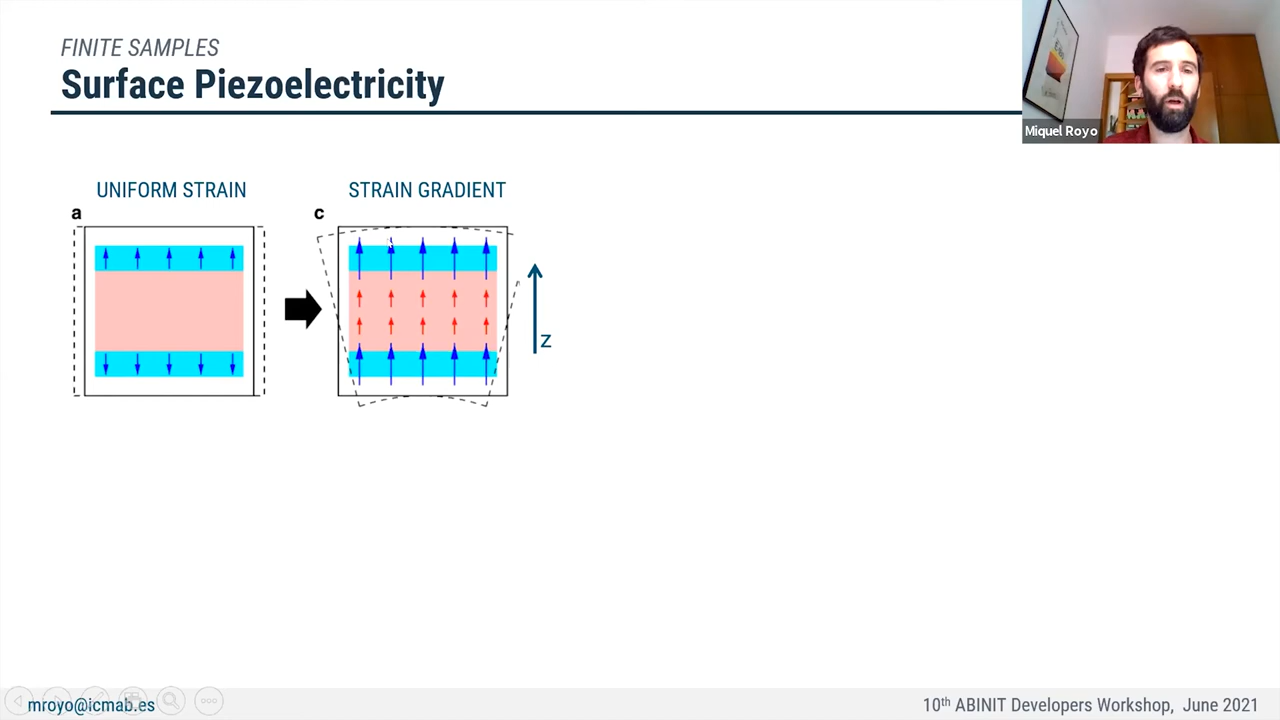 FINITE SAMPLES
Surface Piezoelectricity
Miquel Royo
UNIFORM STRAIN
STRAIN GRADIENT
a
c
z
mroyo@icmab.es
10th ABINIT Developers Workshop, June 2021